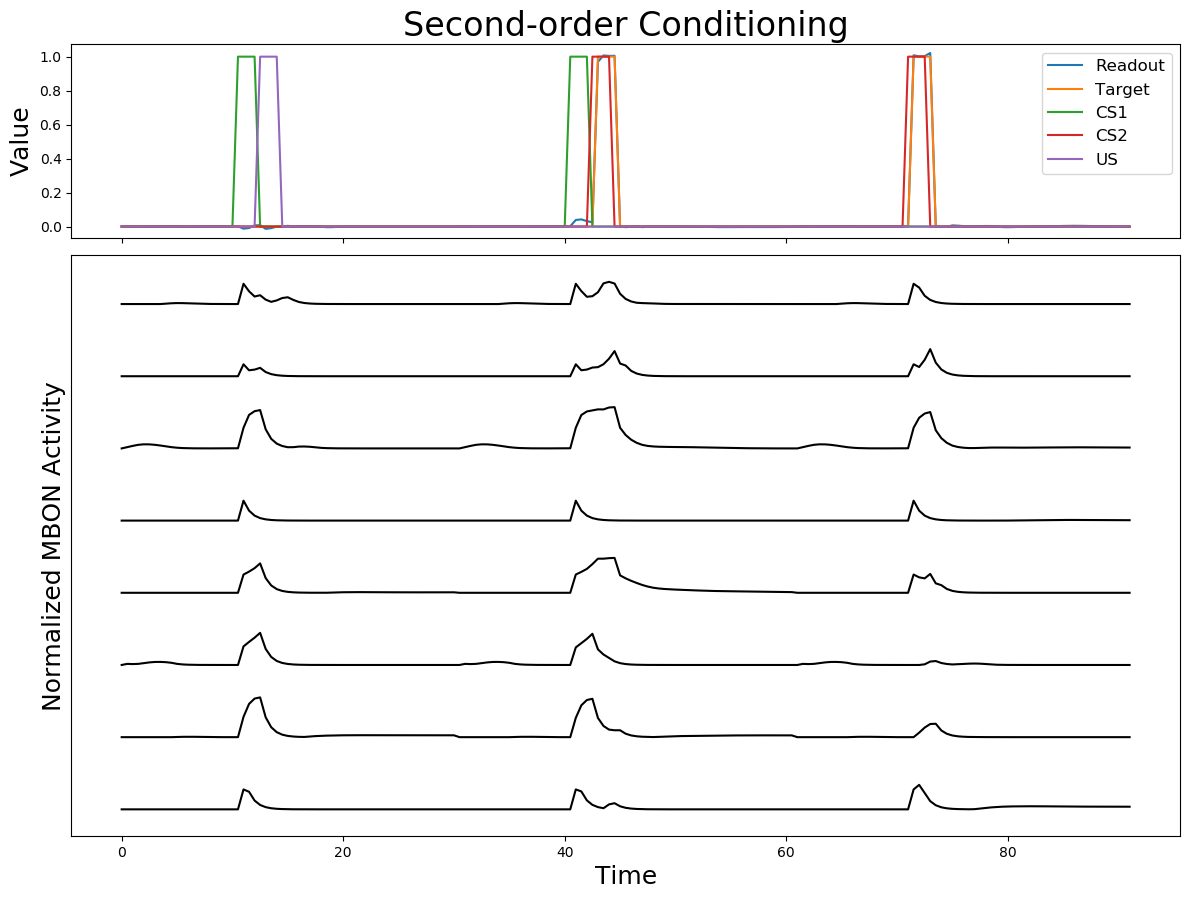 Second-order Conditioning
Value
1.0
0.8
0.6
0.4
0.2
0.0
Readout
Target
CS1
CS2
US
Normalized MBON Activity
0 20 40 60 80
Time